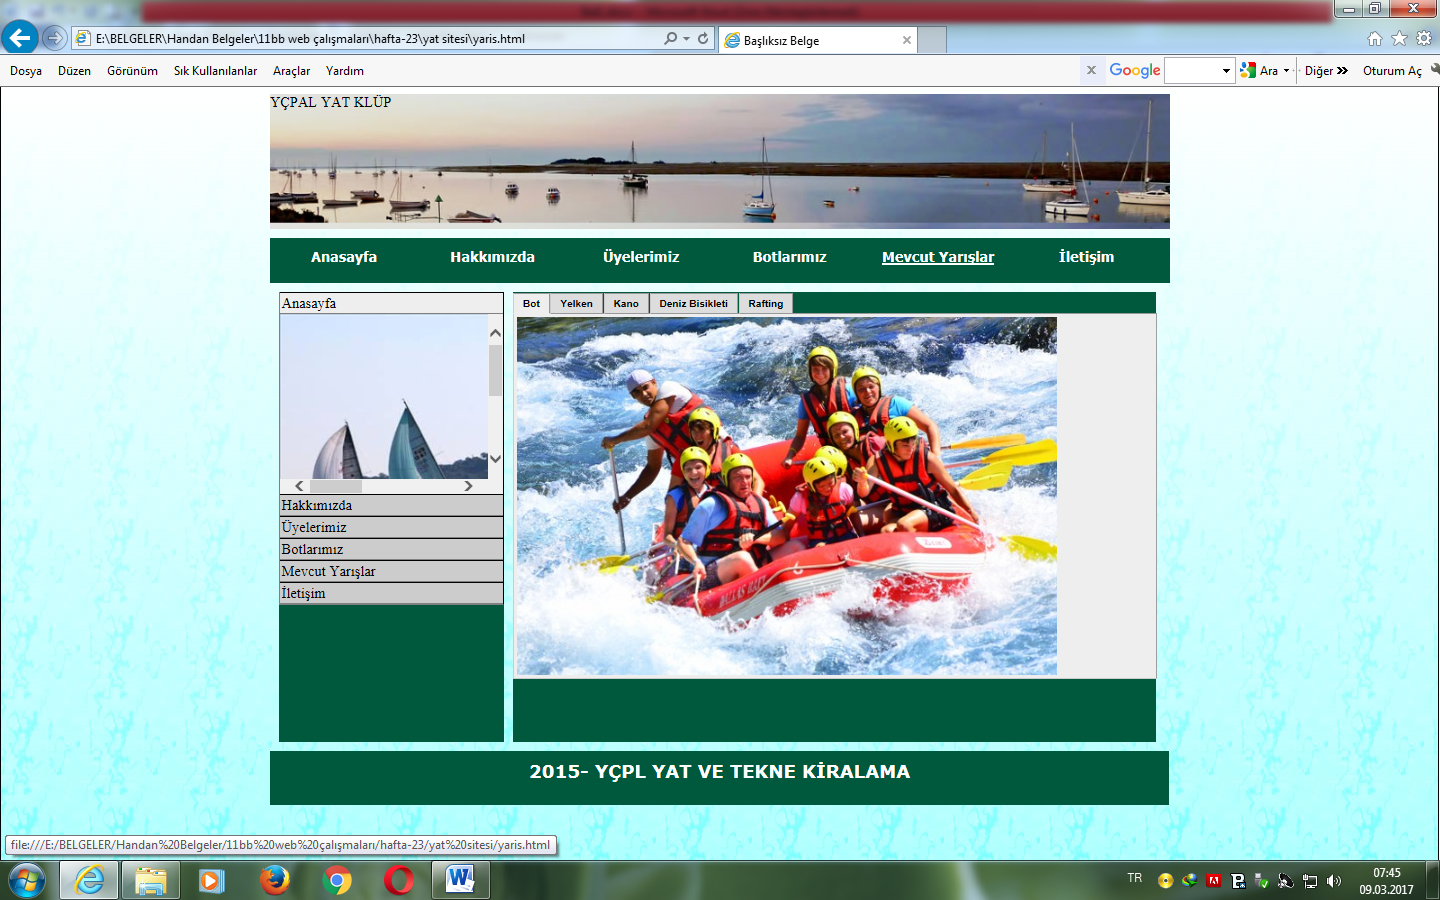 E:\BELGELER\Handan Belgeler\11bb web çalışmaları\hafta-23\yat sitesi\yaris.html
Başlıksız Belge
Dosya Düzen Görünüm Sık Kullanılanlar Araçlar Yardım
x Google Ara Diğer Oturum Aç
YÇPAL YAT KLÜP
Anasayfa Hakkımızda Üyelerimiz Botlarımız Mevcut Yarışlar İletişim
Anasayfa
Bot Yelken Kano Deniz Bisikleti Rafting
Hakkımızda
Üyelerimiz
Botlarımız
Mevcut Yarışlar
İletişim
2015- YÇPL YAT VE TEKNE KİRALAMA
file:///E:/BELGELER/Handan%20Belgeler/11bb%20web%20çalışmaları/hafta-23/yat%20sitesi/yaris.html
TR
07:45
09.03.2017